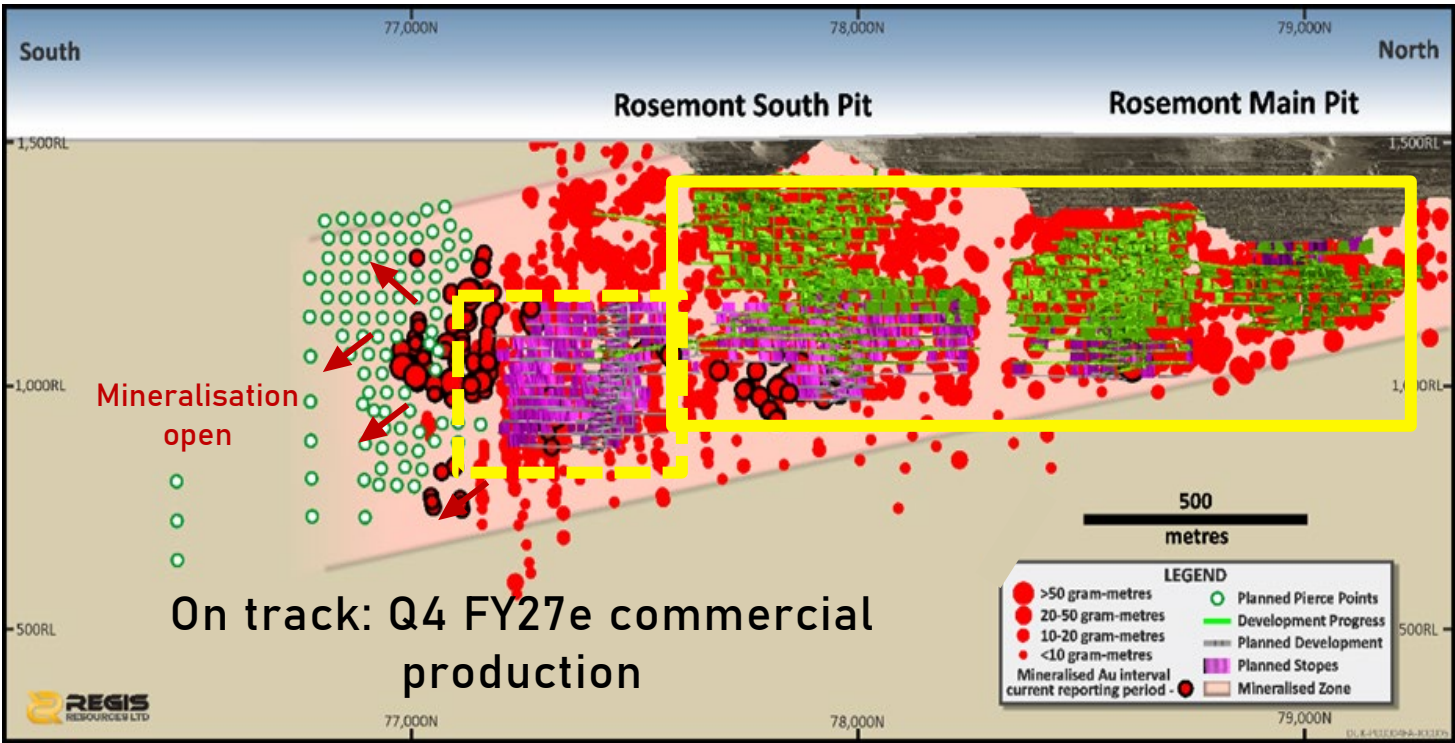 77,000N
78,000N
79,000N
South
North
Rosemont South Pit
Rosemont Main Pit
1,500RL
1,500RL
Mineralisation
open
1,000RL
1,000RL
500
metres
LEGEND
>50 gram-metres
20-50 gram-metres
10-20 gram-metres
<10 gram-metres
Mineralised Au interval
current reporting period -
Planned Pierce Points
Development Progress
Planned Development
Planned Stopes
Mineralised Zone
On track: Q4 FY27e commercial
production
500RL
500RL
REGIS
RESOURCES LTD
77,000N
78,000N
79,000N